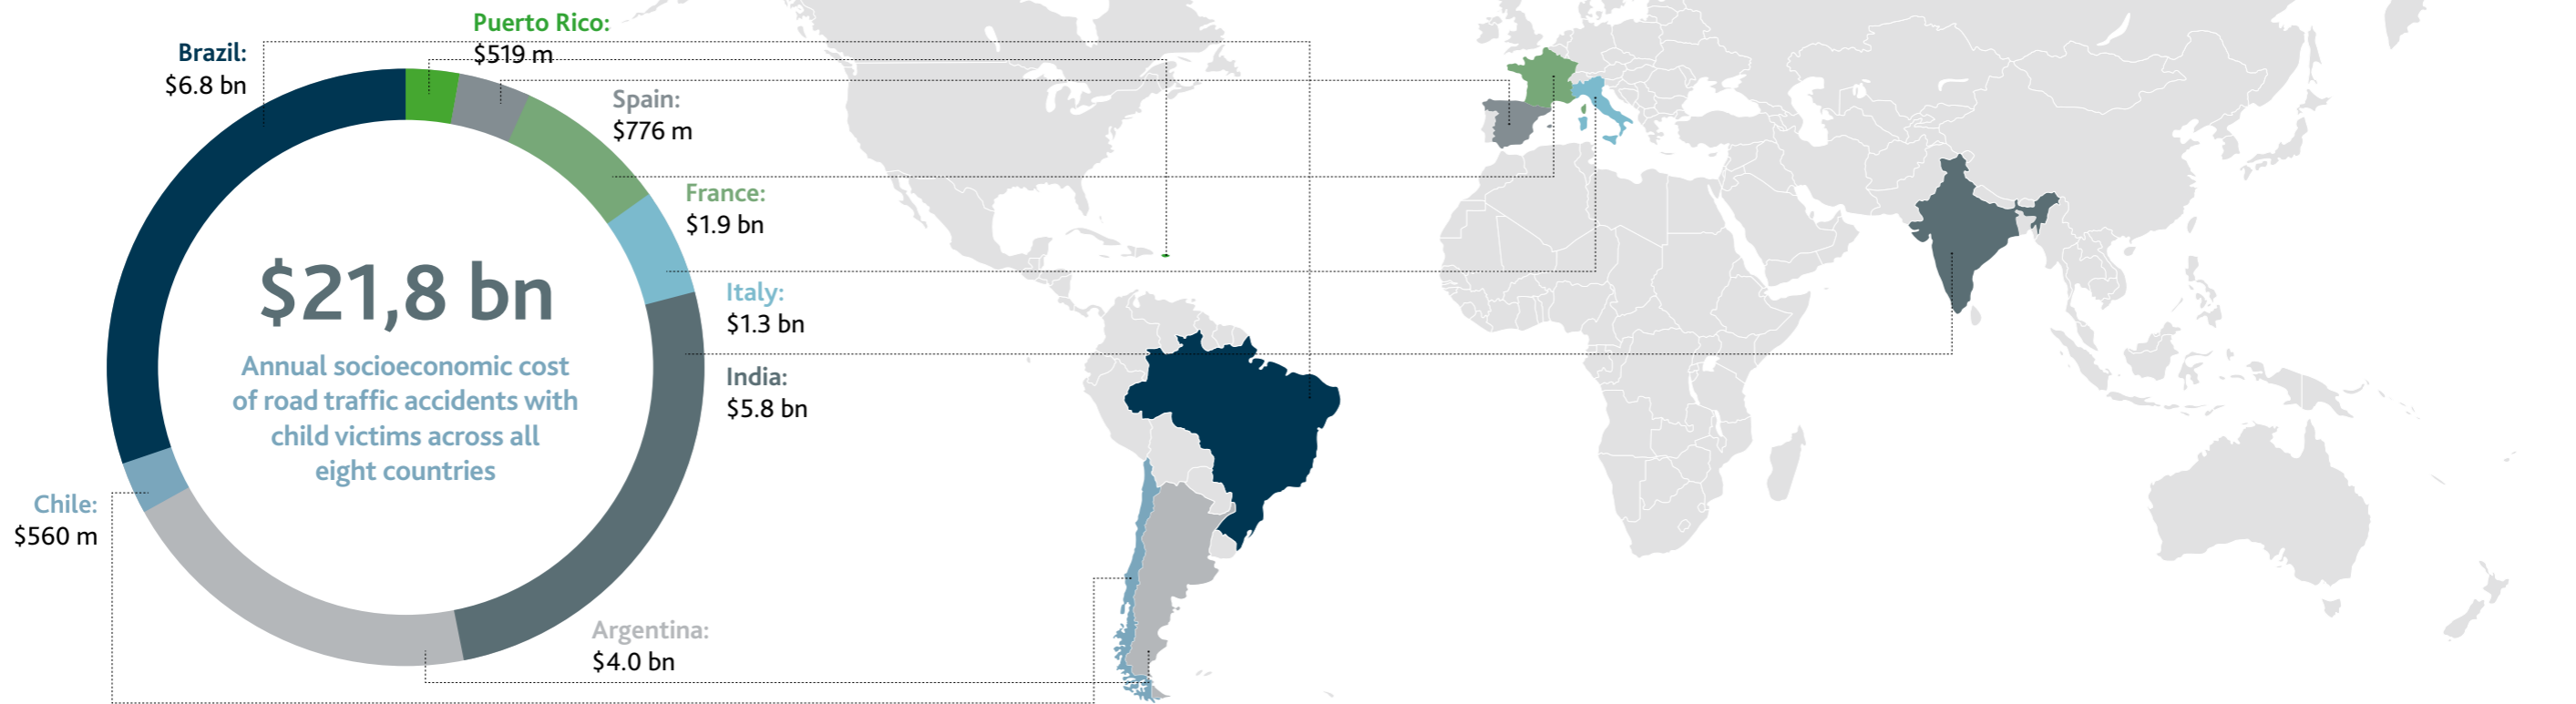 Puerto Rico:
$519 m
Brazil:
$6.8 bn
Spain:
$776 m
France:
$1.9 bn
$21,8 bn
Annual socioeconomic cost
of road traffic accidents with
child victims across all
eight countries
Italy:
$1.3 bn
India:
$5.8 bn
Chile:
$560 m
Argentina:
$4.0 bn